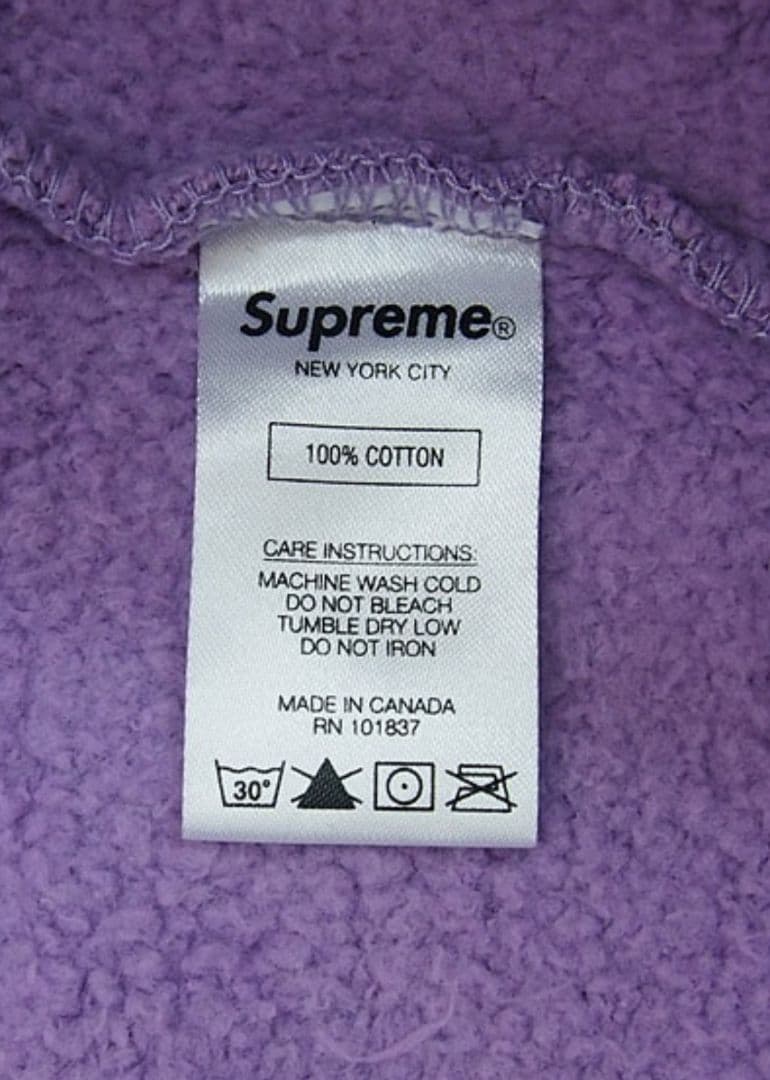 Supreme®
NEW YORK CITY
100% COTTON
CARE INSTRUCTIONS:
MACHINE WASH COLD
DO NOT BLEACH
TUMBLE DRY LOW
DO NOT IRON
MADE IN CANADA
RN 101837
30°